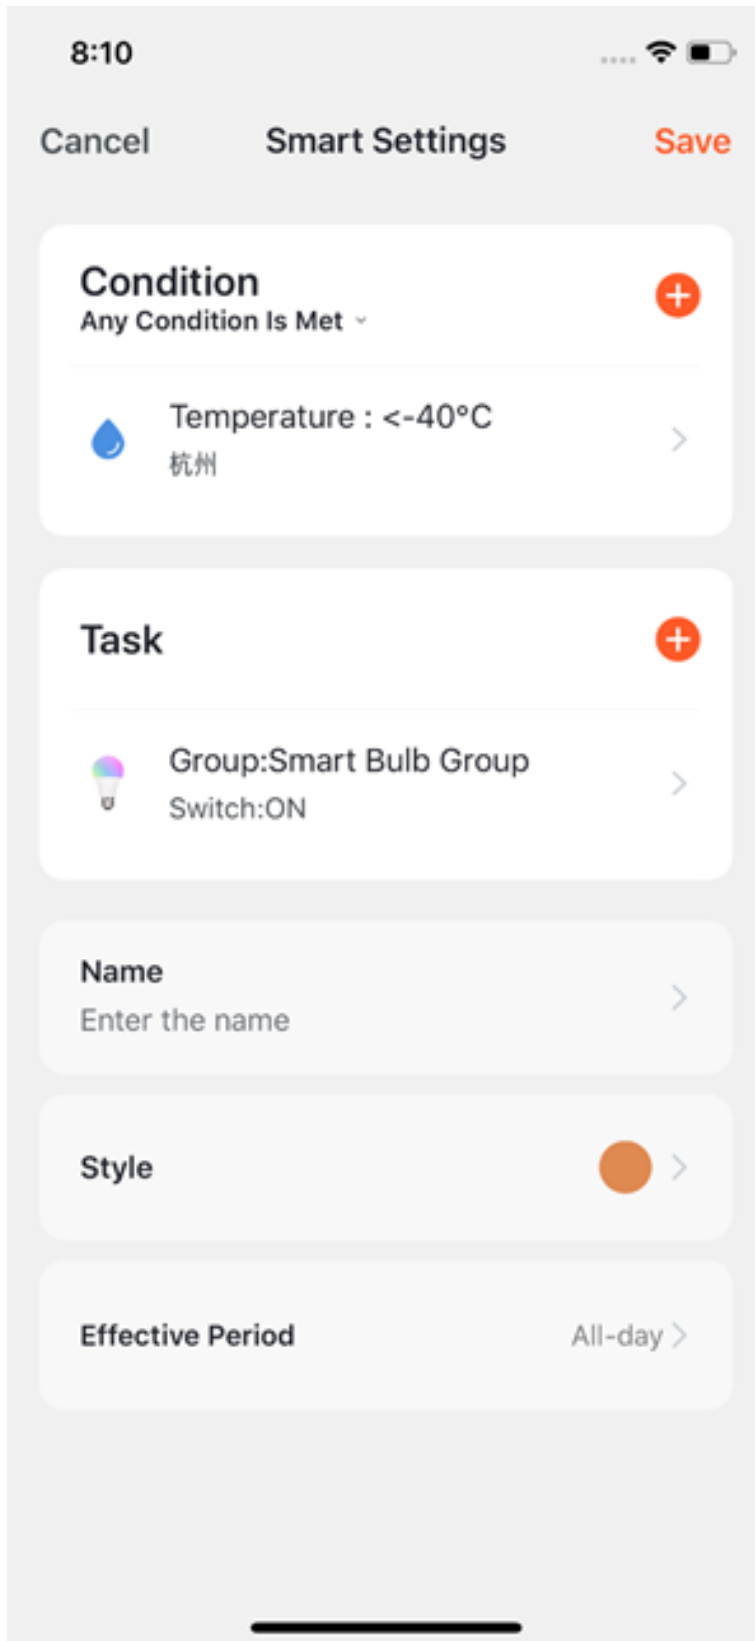 8:10
Cancel Smart Settings Save
Condition
Any Condition Is Met
Temperature : <-40°C
杭州
Task
Group:Smart Bulb Group
Switch:ON
Name
Enter the name
Style
Effective Period All-day